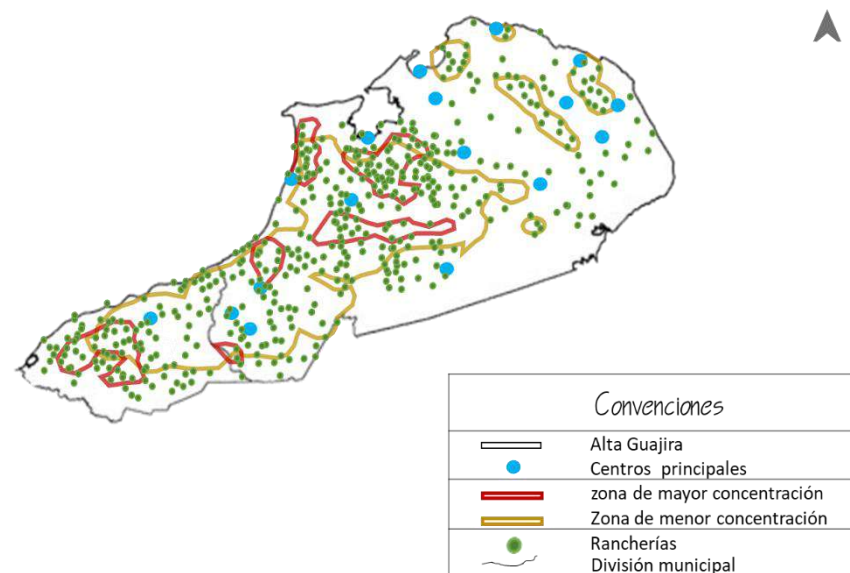 Convenciones
Alta Guajira
Centros principales
zona de mayor concentración
Zona de menor concentración
Rancherías
División municipal